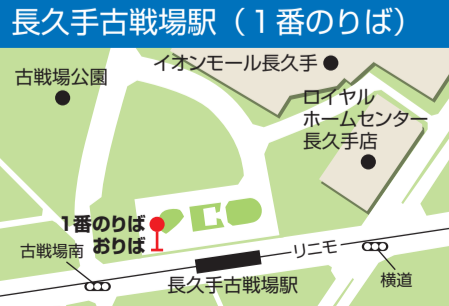 長久手古戦場駅（１番のりば）
イオンモール長久手
古戦場公園
ロイヤル
ホームセンター
長久手店
1番のりば
おりば
古戦場南
リニモ
長久手古戦場駅
横道